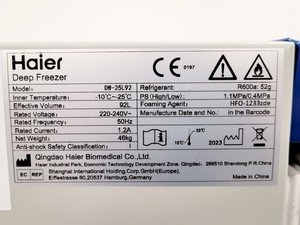 Haier
Deep Freezer
CE 0197
Model: DW-25L92
Inner Temperature: -10°C~-25°C
Effective Volume: 92L
Rated Voltage: 220-240V~
Rated Frequency: 50Hz
Rated Current: 1.2A
Net Weight: 46kg
Anti-shock Safety Classification: I
Refrigerant: R600a: 52g
PS (High/Low): 1.1MPa/0.4MPa
Foaming Agent: HFO-1233zde
Manufacture Date and No. in the Barcode
10°C 32°C
2023
Qingdao Haier Biomedical Co.,Ltd.
Haier Industrial Park, Economic Technology Development Zone, Qingdao, 266510 Shandong P.R.China
EC REP
Shanghai International Holding Corp.GmbH(Europe).
Eiffestrasse 80,20537 Hamburg,Germany
Made in China